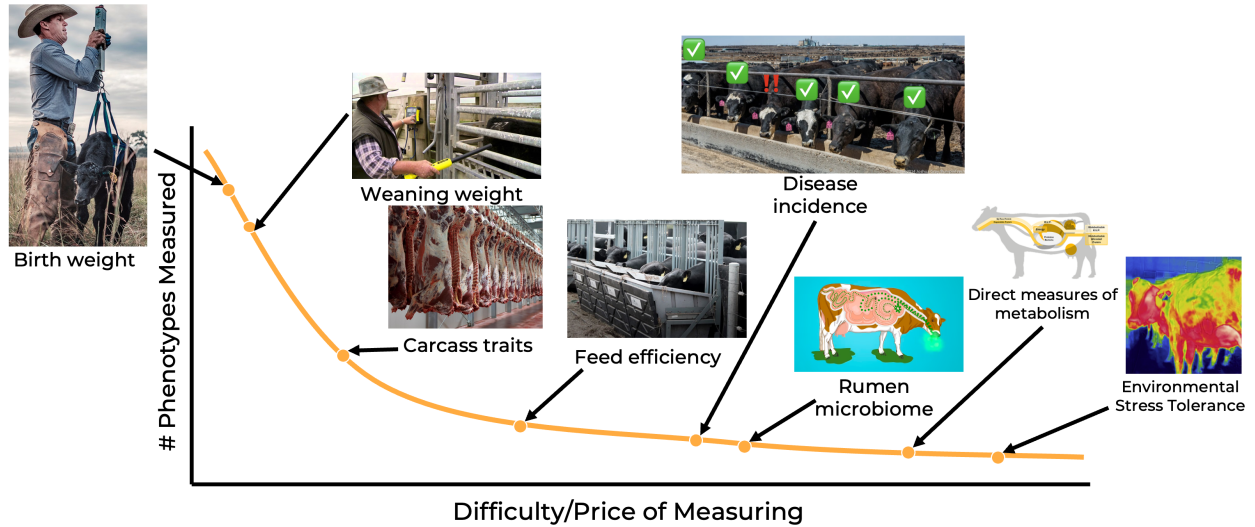 Birth weight
# Phenotypes Measured
Weaning weight
Carcass traits
Feed efficiency
Disease
incidence
Rumen
microbiome
Direct measures of
metabolism
Environmental
Stress Tolerance
Difficulty/Price of Measuring